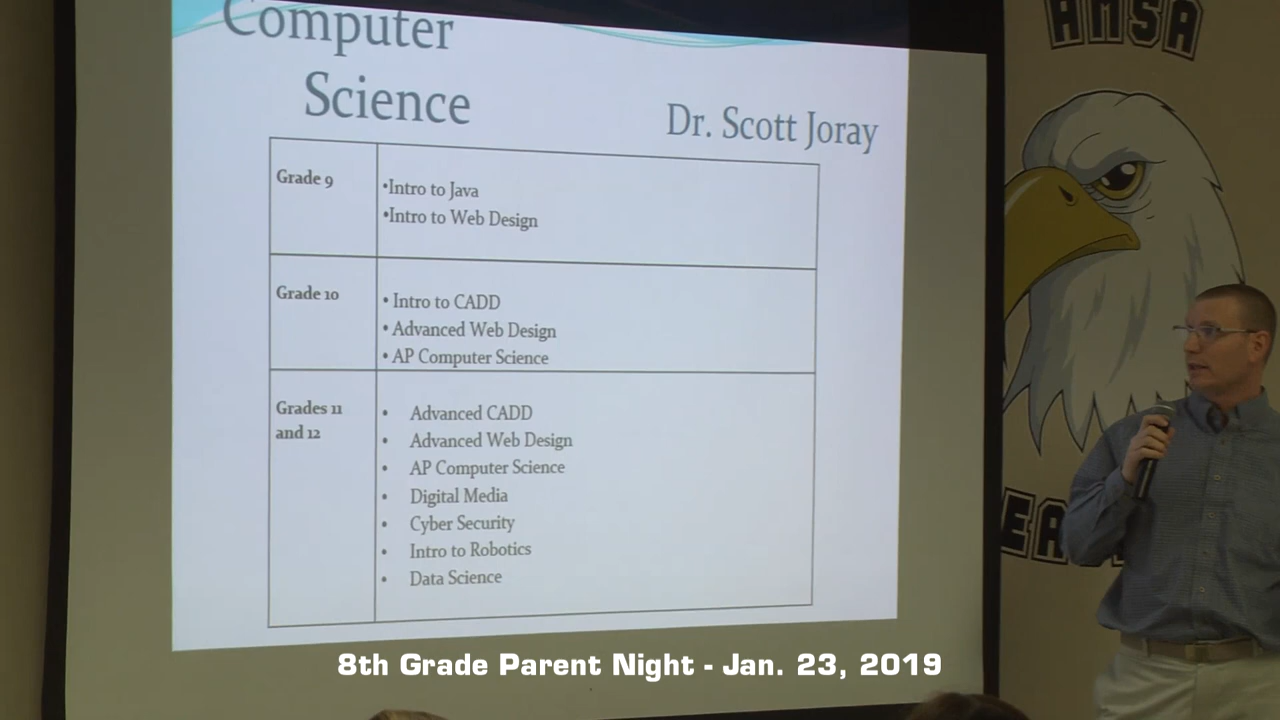 Computer
Science
Dr. Scott Joray
Grade 9
•Intro to Java
•Intro to Web Design
Grade 10
• Intro to CADD
• Advanced Web Design
• AP Computer Science
Grades 11
and 12
• Advanced CADD
• Advanced Web Design
• AP Computer Science
• Digital Media
• Cyber Security
• Intro to Robotics
• Data Science
AMSA
8th Grade Parent Night - Jan. 23, 2019